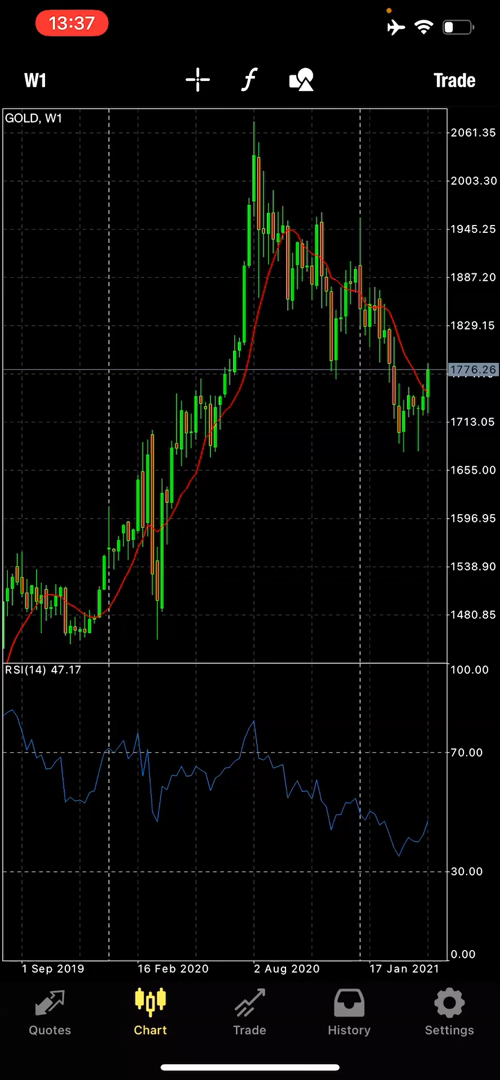 13:37
W1
f
Trade
GOLD, W1
2061.35
2003.30
1945.25
1887.20
1829.15
1776.26
1713.05
1655.00
1596.95
1538.90
1480.85
RSI(14) 47.17
100.00
70.00
30.00
0.00
1 Sep 2019 16 Feb 2020 2 Aug 2020 17 Jan 2021
Quotes Chart Trade History Settings